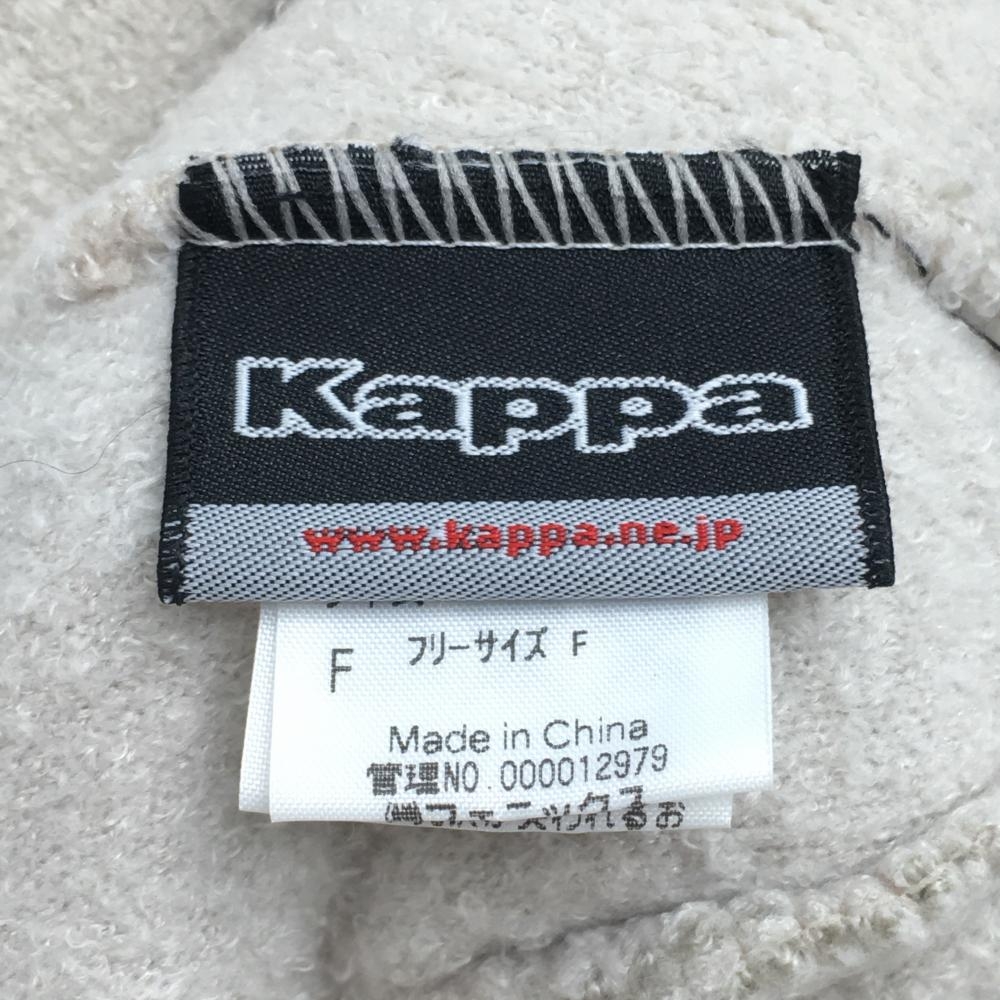 Kappa
www.kappa.ne.jp
フリーサイズ F
F
Made in China
管理NO.000012979